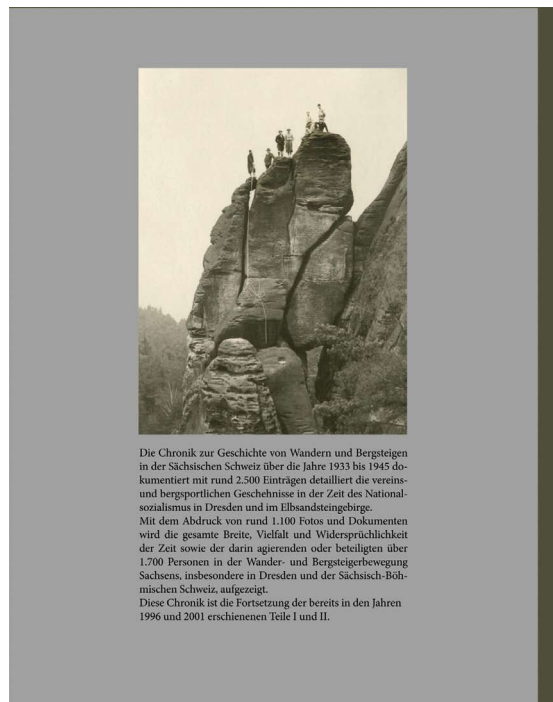 Die Chronik zur Geschichte von Wandern und Bergsteigen
in der Sächsischen Schweiz über die Jahre 1933 bis 1945 do-
kumentiert mit rund 2.500 Einträgen detailliert die vereins-
und bergsportlichen Geschehnisse in der Zeit des National-
sozialismus in Dresden und im Elbsandsteingebirge.
Mit dem Abdruck von rund 1.100 Fotos und Dokumenten
wird die gesamte Breite, Vielfalt und Widersprüchlichkeit
der Zeit sowie der darin agierenden oder beteiligten über
1.700 Personen in der Wander- und Bergsteigerbewegung
Sachsens, insbesondere in Dresden und der Sächsisch-Böh-
mischen Schweiz, aufgezeigt.
Diese Chronik ist die Fortsetzung der bereits in den Jahren
1996 und 2001 erschienenen Teile I und II.